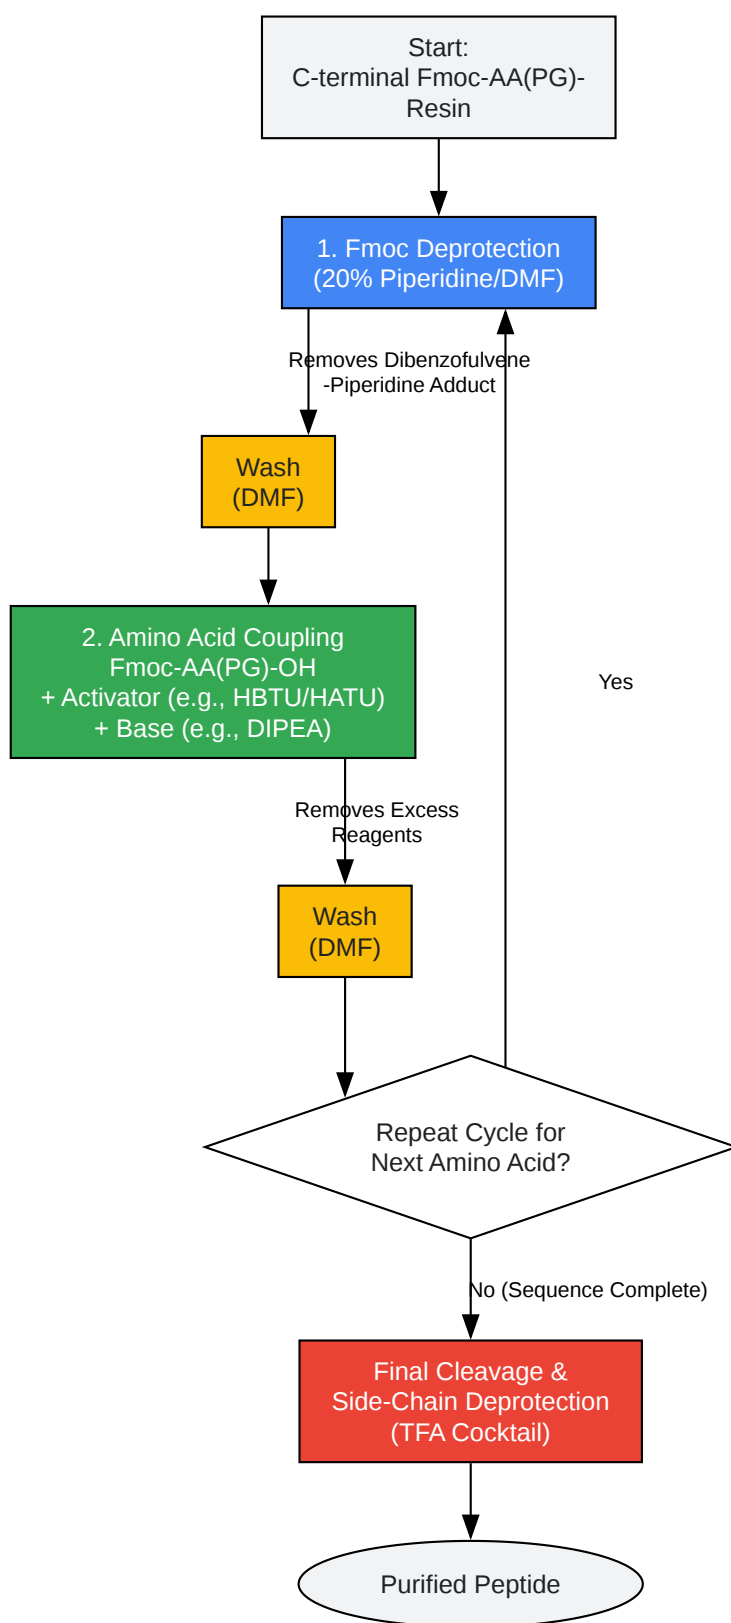 Start:
C-terminal Fmoc-AA(PG)-
Resin
1. Fmoc Deprotection
(20% Piperidine/DMF)
Removes Dibenzofulvene
-Piperidine Adduct
Wash
(DMF)
2. Amino Acid Coupling
Fmoc-AA(PG)-OH
+ Activator (e.g., HBTU/HATU)
+ Base (e.g., DIPEA)
Yes
Removes Excess
Reagents
Wash
(DMF)
Repeat Cycle for
Next Amino Acid?
No (Sequence Complete)
Final Cleavage &
Side-Chain Deprotection
(TFA Cocktail)
Purified Peptide